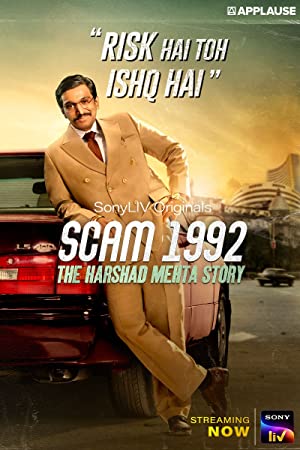 APPLAUSE
"RISK HAI TOH
ISHQ HAI"
SonyLIV Originals
SCAM 1992
THE HARSHAD MEHTA STORY
STREAMING
NOW
SONY
liv